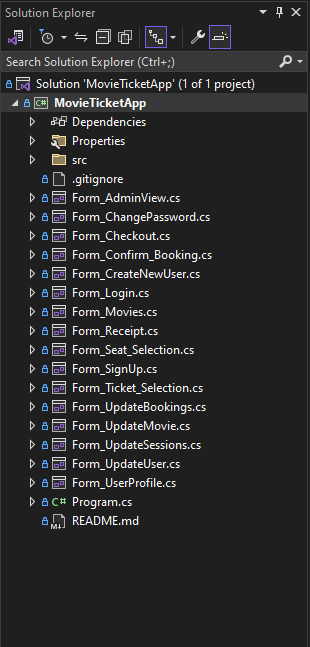 Solution Explorer
Search Solution Explorer (Ctrl+;)
Solution 'MovieTicketApp' (1 of 1 project)
C# MovieTicketApp
Dependencies
Properties
src
.gitignore
Form_AdminView.cs
Form_ChangePassword.cs
Form_Checkout.cs
Form_Confirm_Booking.cs
Form_CreateNewUser.cs
Form_Login.cs
Form_Movies.cs
Form_Receipt.cs
Form_Seat_Selection.cs
Form_SignUp.cs
Form_Ticket_Selection.cs
Form_UpdateBookings.cs
Form_UpdateMovie.cs
Form_UpdateSessions.cs
Form_UpdateUser.cs
Form_UserProfile.cs
C# Program.cs
M↓ README.md